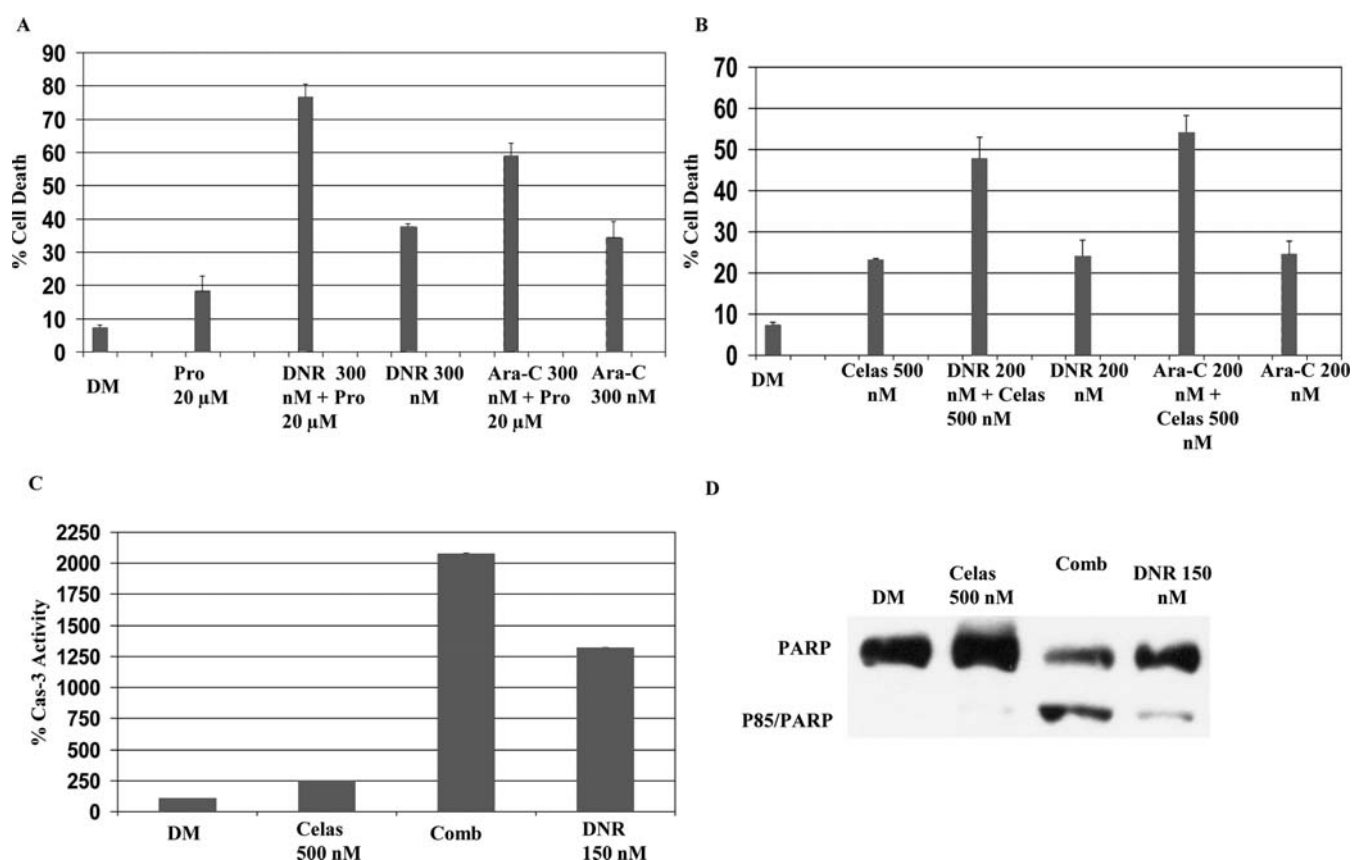 A
90
80
70
60
50
40
30
20
10
0
% Cell Death
DM
Pro
20 µM
DNR 300
nM + Pro
20 µM
DNR 300
nM
Ara-C 300
nM + Pro
20 µM
Ara-C
300 nM
B
70
60
50
40
30
20
10
0
% Cell Death
DM
Celas 500
nM
DNR 200
nM + Celas
500 nM
DNR 200
nM
Ara-C 200
nM +
Celas 500
nM
Ara-C 200
nM
C
2250
2000
1750
1500
1250
1000
750
500
250
0
% Cas-3 Activity
DM
Celas
500 nM
Comb
DNR
150 nM
D
DM
Celas
500 nM
Comb
DNR 150
nM
PARP
P85/PARP